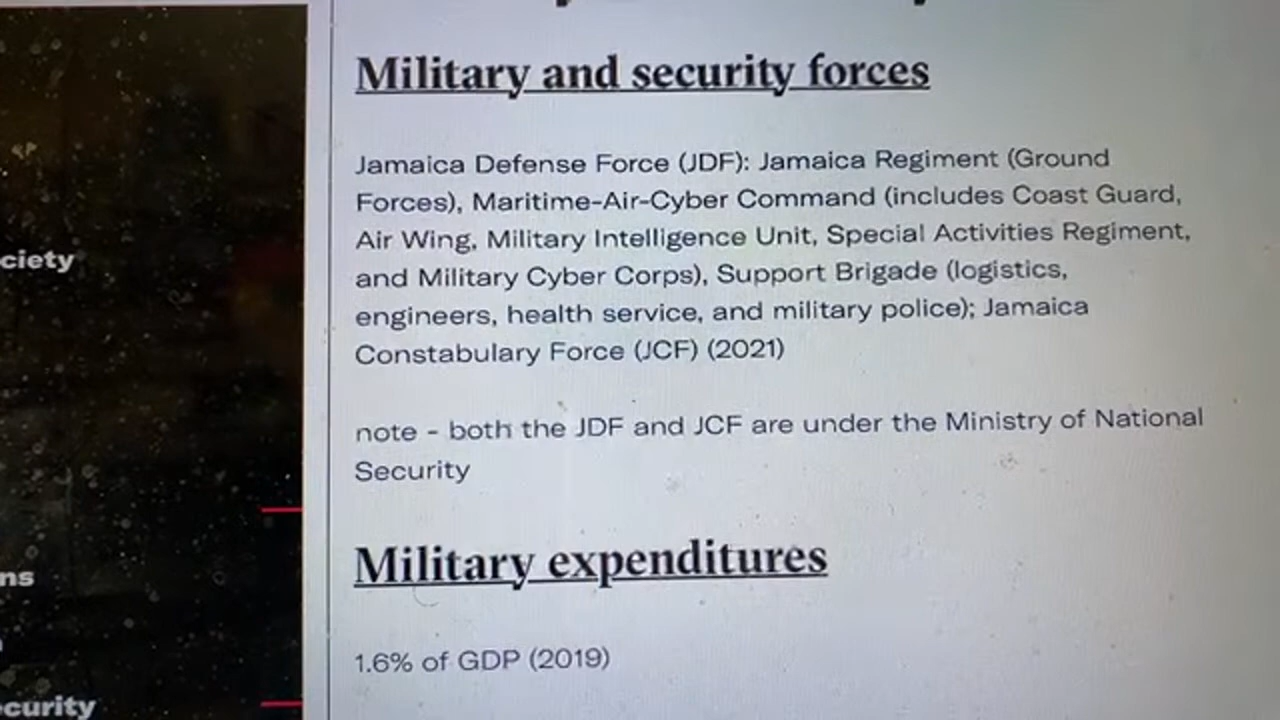 Military and security forces
Jamaica Defense Force (JDF): Jamaica Regiment (Ground
Forces), Maritime-Air-Cyber Command (includes Coast Guard,
Air Wing, Military Intelligence Unit, Special Activities Regiment,
and Military Cyber Corps), Support Brigade (logistics,
engineers, health service, and military police); Jamaica
Constabulary Force (JCF) (2021)
note - both the JDF and JCF are under the Ministry of National
Security
Military expenditures
1.6% of GDP (2019)
ciety
ns
ecurity